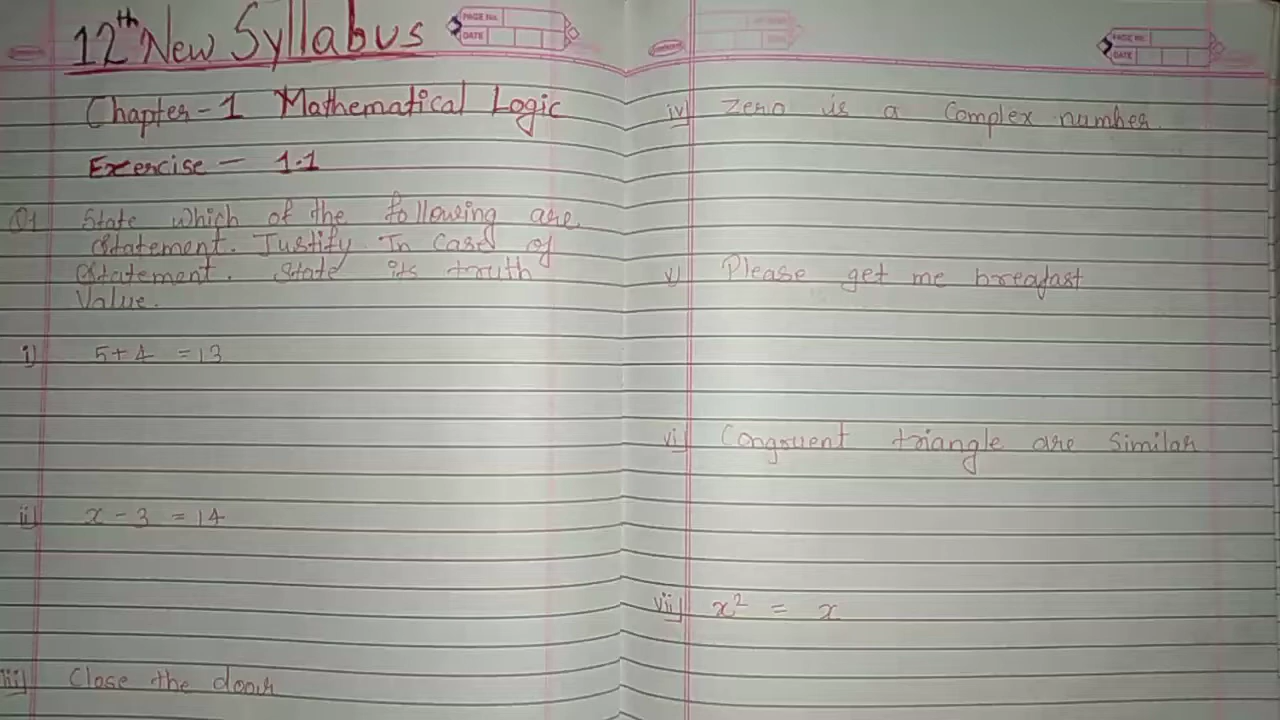 12th New Syllabus
PAGE No.
DATE
Chapter-1 Mathematical Logic
Exercise - 1.1
Q1 State which of the following are
statement. Justify. In Case of
statement. State its truth
Value.
i) 5+4 =13
ii) x - 3 = 14
iii) Close the door
PAGE No.
DATE
iv) Zero is a Complex number.
v) Please get me breafast
vi) Congruent triangle are Similar
vii) x² = x